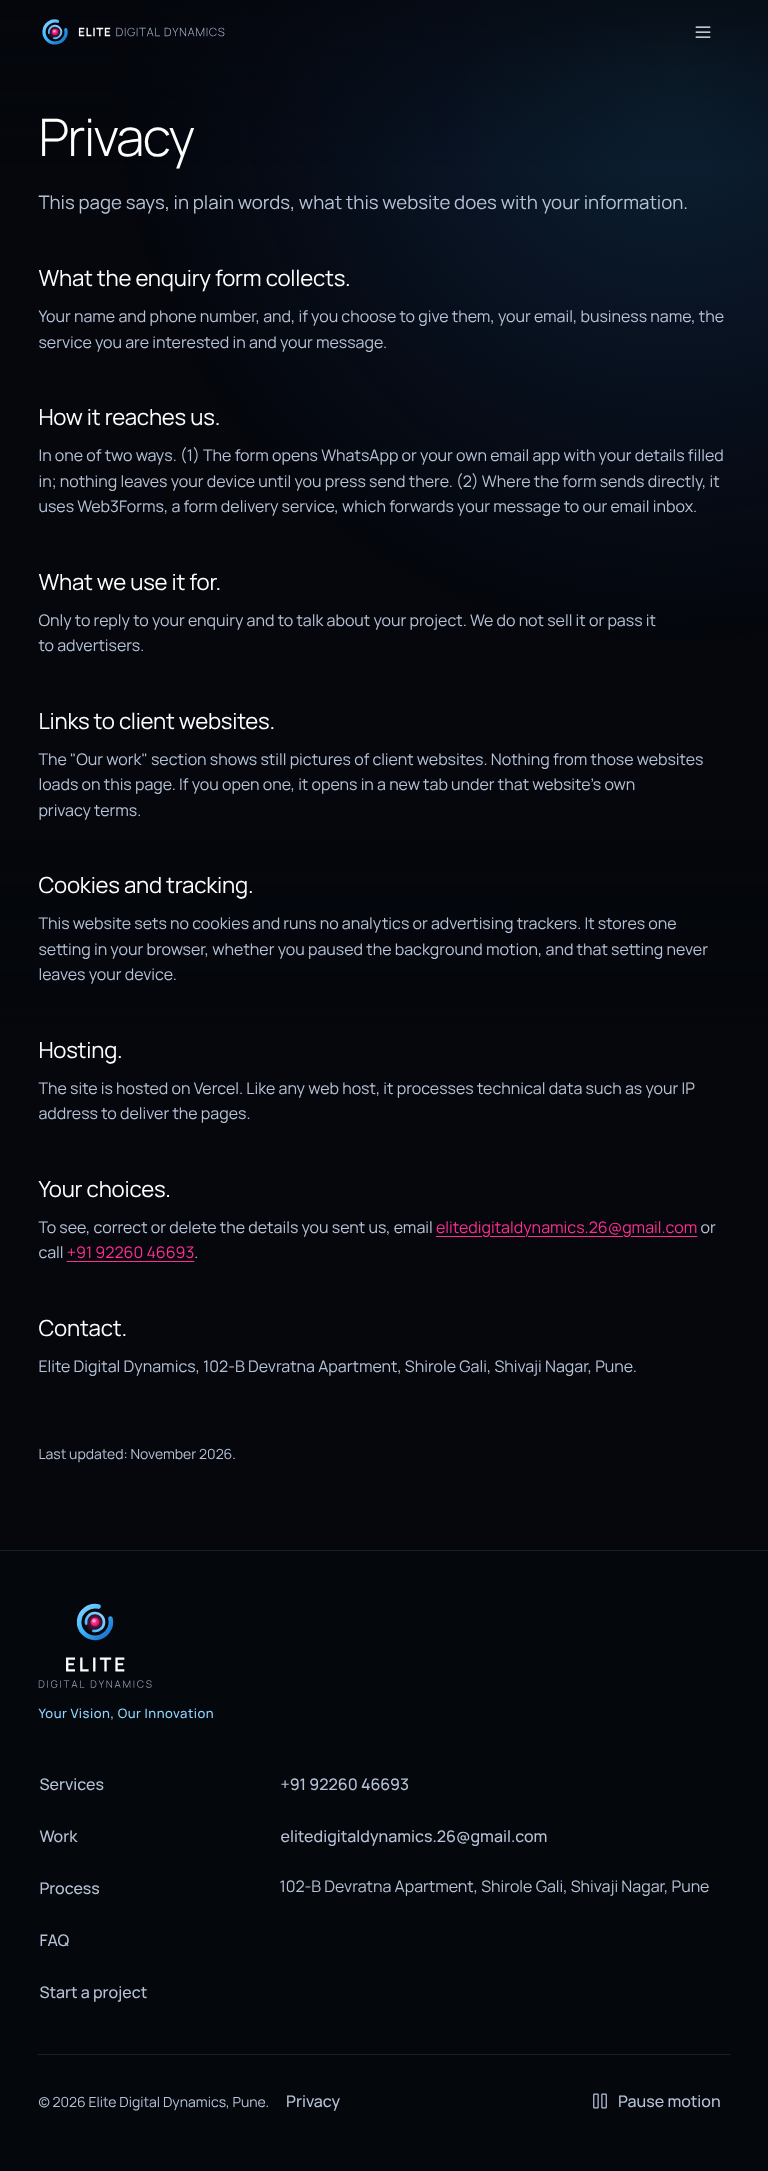 ELITE DIGITAL DYNAMICS
Privacy
This page says, in plain words, what this website does with your information.
What the enquiry form collects.
Your name and phone number, and, if you choose to give them, your email, business name, the
service you are interested in and your message.
How it reaches us.
In one of two ways. (1) The form opens WhatsApp or your own email app with your details filled
in; nothing leaves your device until you press send there. (2) Where the form sends directly, it
uses Web3Forms, a form delivery service, which forwards your message to our email inbox.
What we use it for.
Only to reply to your enquiry and to talk about your project. We do not sell it or pass it
to advertisers.
Links to client websites.
The "Our work" section shows still pictures of client websites. Nothing from those websites
loads on this page. If you open one, it opens in a new tab under that website’s own
privacy terms.
Cookies and tracking.
This website sets no cookies and runs no analytics or advertising trackers. It stores one
setting in your browser, whether you paused the background motion, and that setting never
leaves your device.
Hosting.
The site is hosted on Vercel. Like any web host, it processes technical data such as your IP
address to deliver the pages.
Your choices.
To see, correct or delete the details you sent us, email elitedigitaldynamics.26@gmail.com or
call +91 92260 46693.
Contact.
Elite Digital Dynamics, 102-B Devratna Apartment, Shirole Gali, Shivaji Nagar, Pune.
Last updated: November 2026.
ELITE
DIGITAL DYNAMICS
Your Vision, Our Innovation
Services
Work
Process
FAQ
Start a project
+91 92260 46693
elitedigitaldynamics.26@gmail.com
102-B Devratna Apartment, Shirole Gali, Shivaji Nagar, Pune
© 2026 Elite Digital Dynamics, Pune. Privacy Pause motion